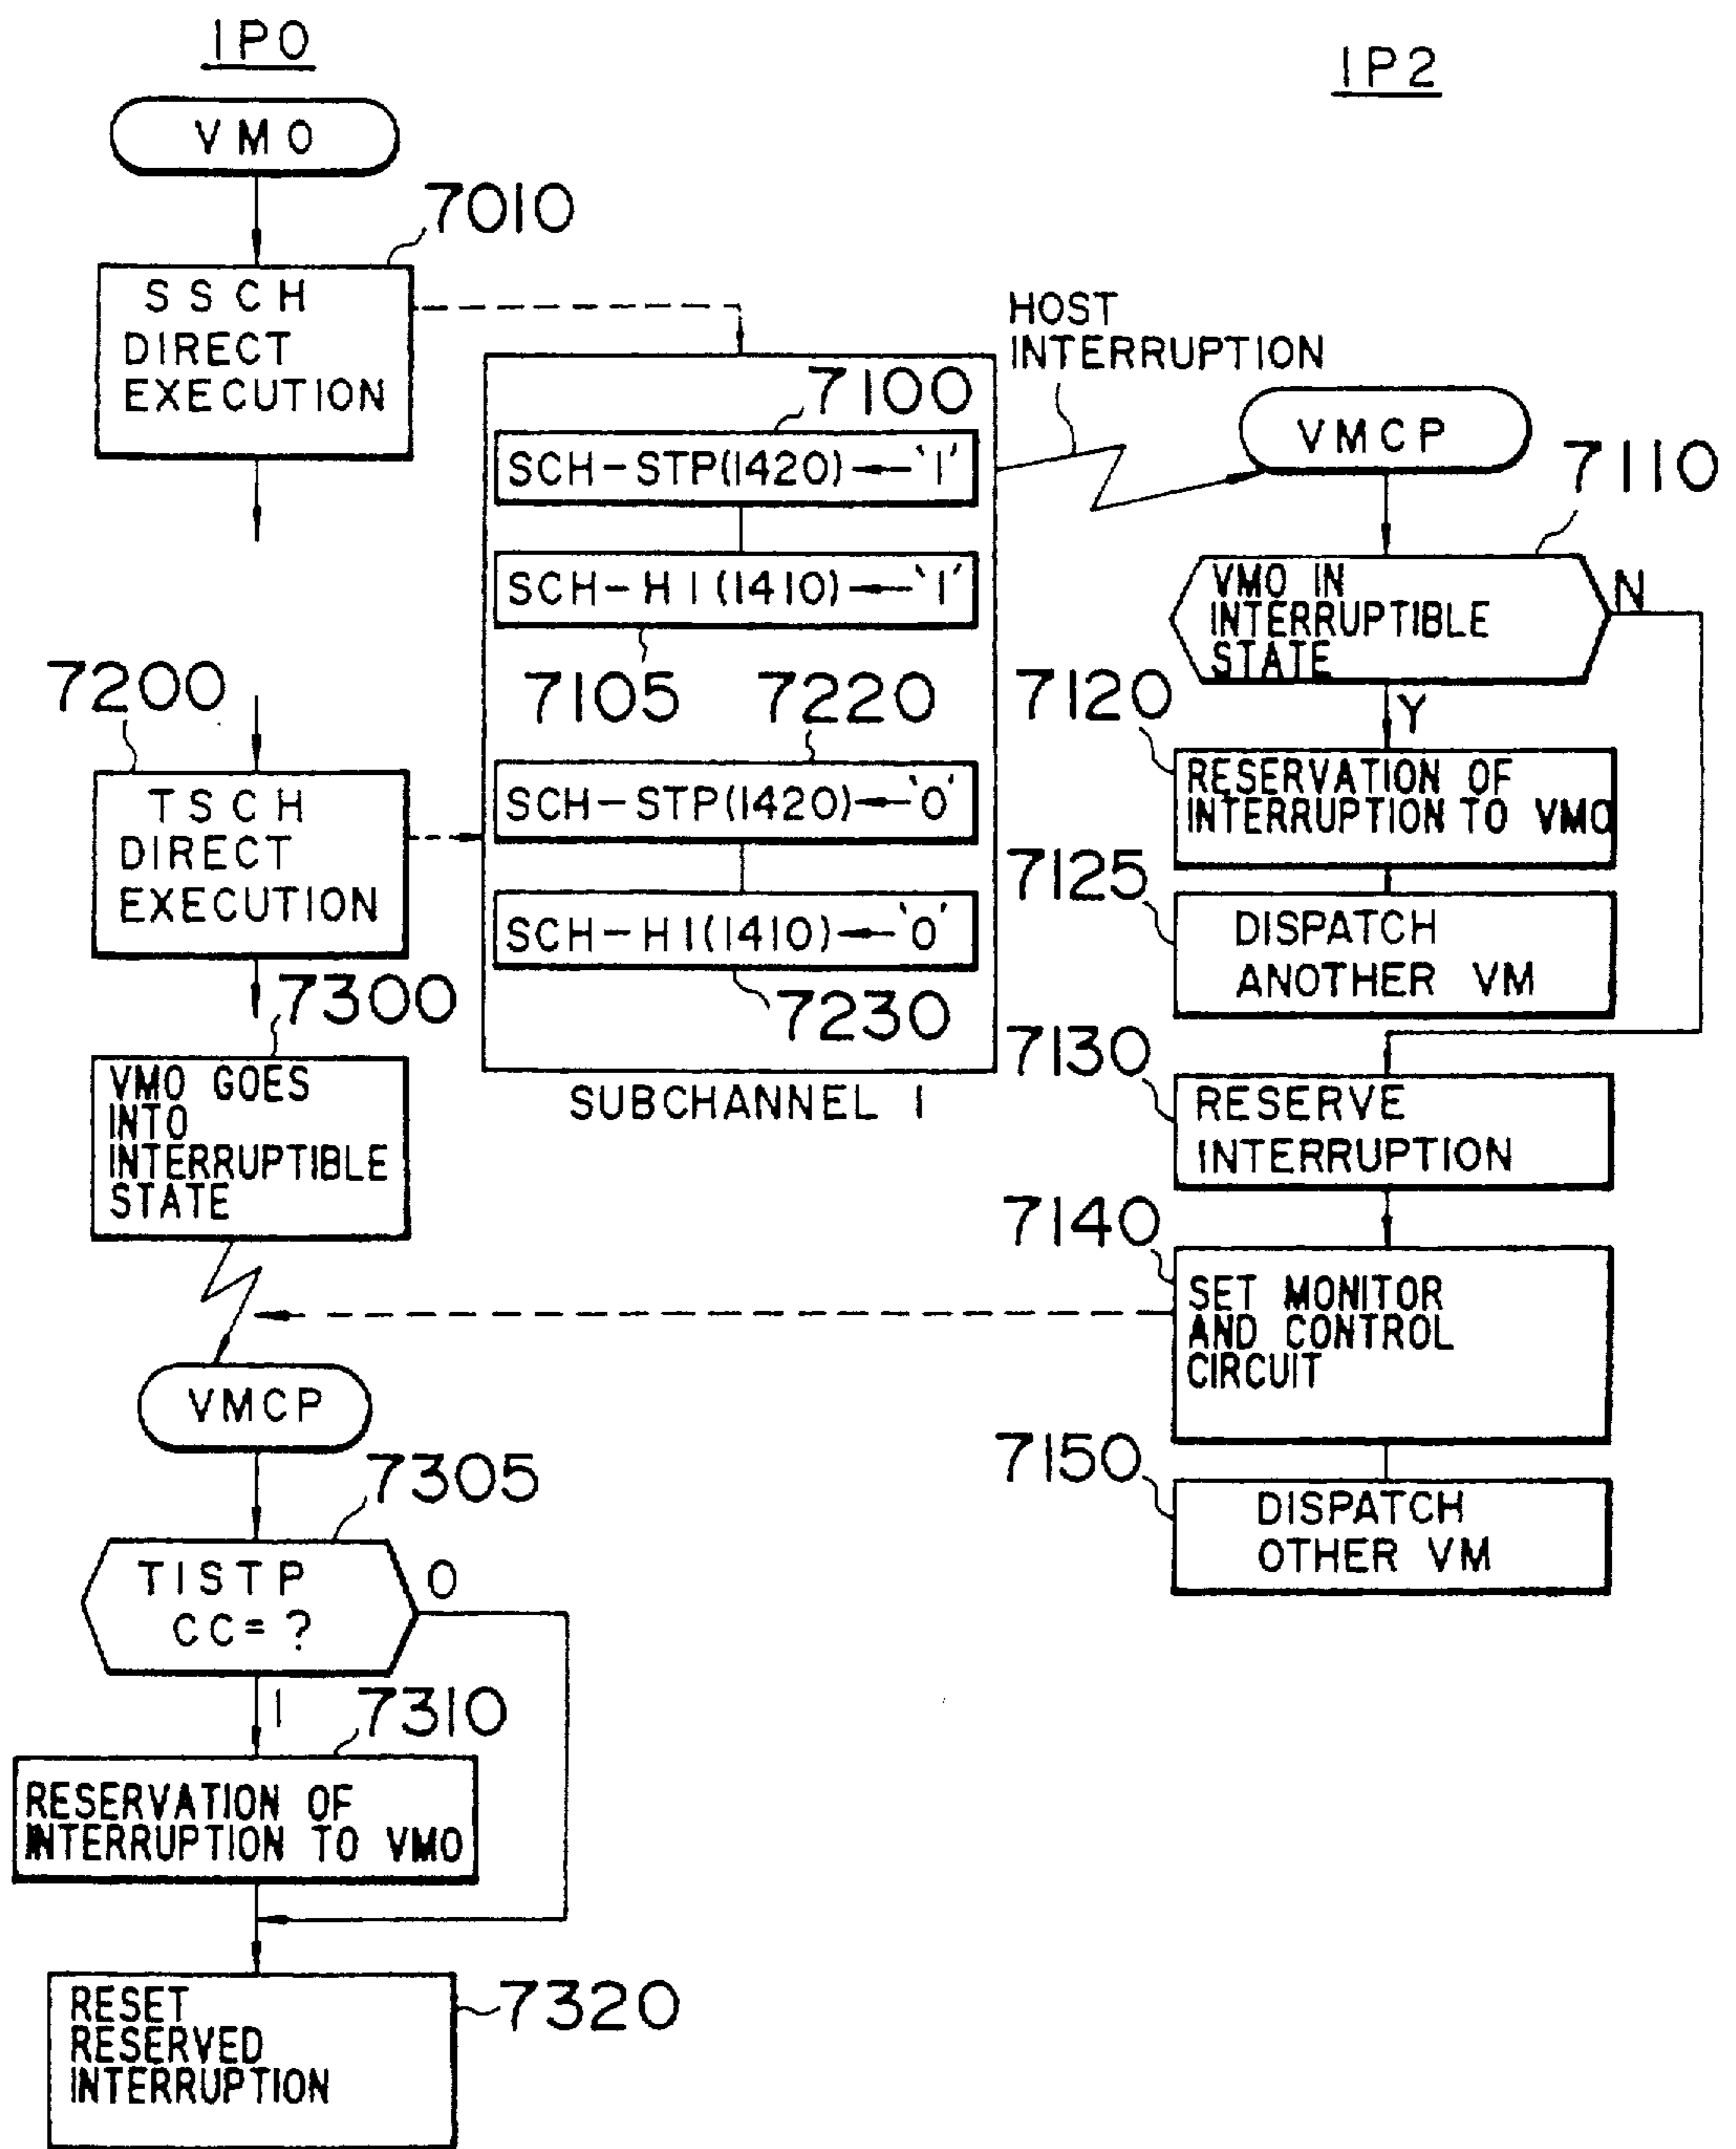 IP0
IP2
VM0
7010
SSCH
DIRECT
EXECUTION
HOST
INTERRUPTION
7100
SCH-STP(1420)←'1'
SCH-HI(1410)←'1'
7105
7220
SCH-STP(1420)←'0'
SCH-HI(1410)←'0'
7230
SUBCHANNEL 1
7200
TSCH
DIRECT
EXECUTION
7300
VM0 GOES
INTO
INTERRUPTIBLE
STATE
VMCP
7305
TISTP
CC=?
0
1
7310
RESERVATION OF
INTERRUPTION TO VM0
RESET
RESERVED
INTERRUPTION
7320
VMCP
7110
VM0 IN
INTERRUPTIBLE
STATE
N
Y
7120
RESERVATION OF
INTERRUPTION TO VM0
7125
DISPATCH
ANOTHER VM
7130
RESERVE
INTERRUPTION
7140
SET MONITOR
AND CONTROL
CIRCUIT
7150
DISPATCH
OTHER VM